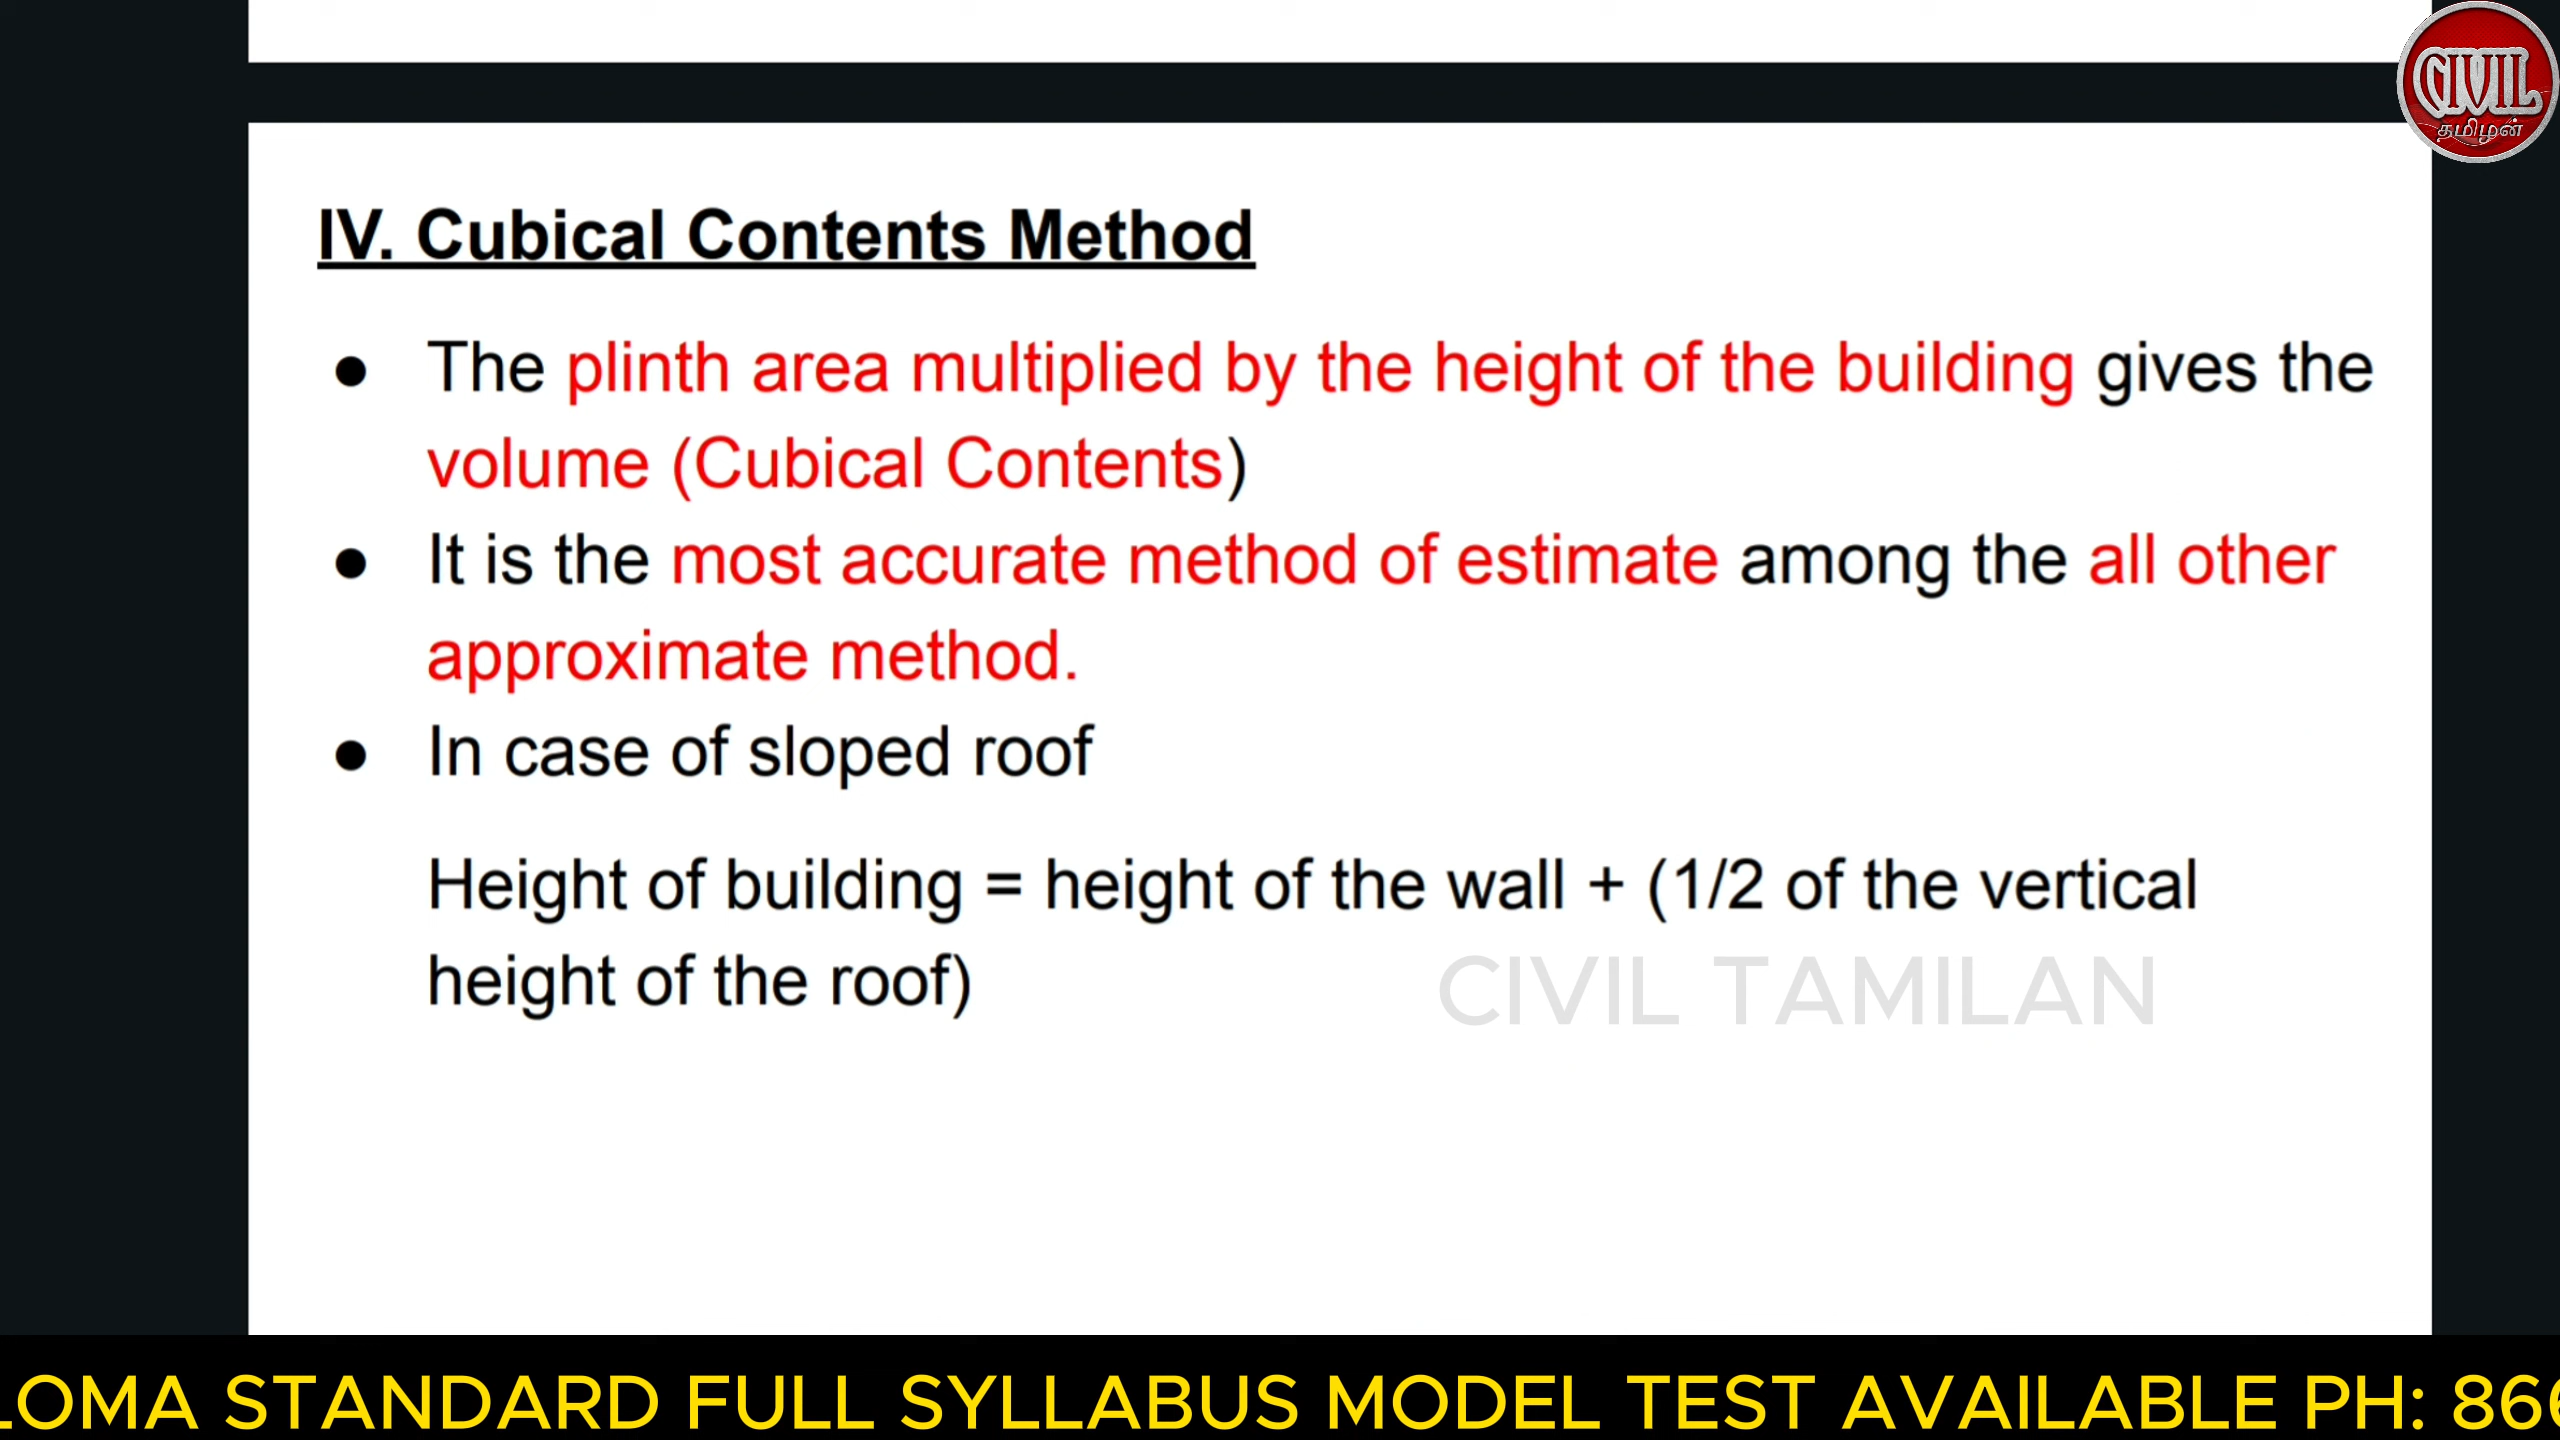 CIVIL
தமிழன்
IV. Cubical Contents Method
● The plinth area multiplied by the height of the building gives the
volume (Cubical Contents)
● It is the most accurate method of estimate among the all other
approximate method.
● In case of sloped roof
Height of building = height of the wall + (1/2 of the vertical
height of the roof)
CIVIL TAMILAN
LOMA STANDARD FULL SYLLABUS MODEL TEST AVAILABLE PH: 866